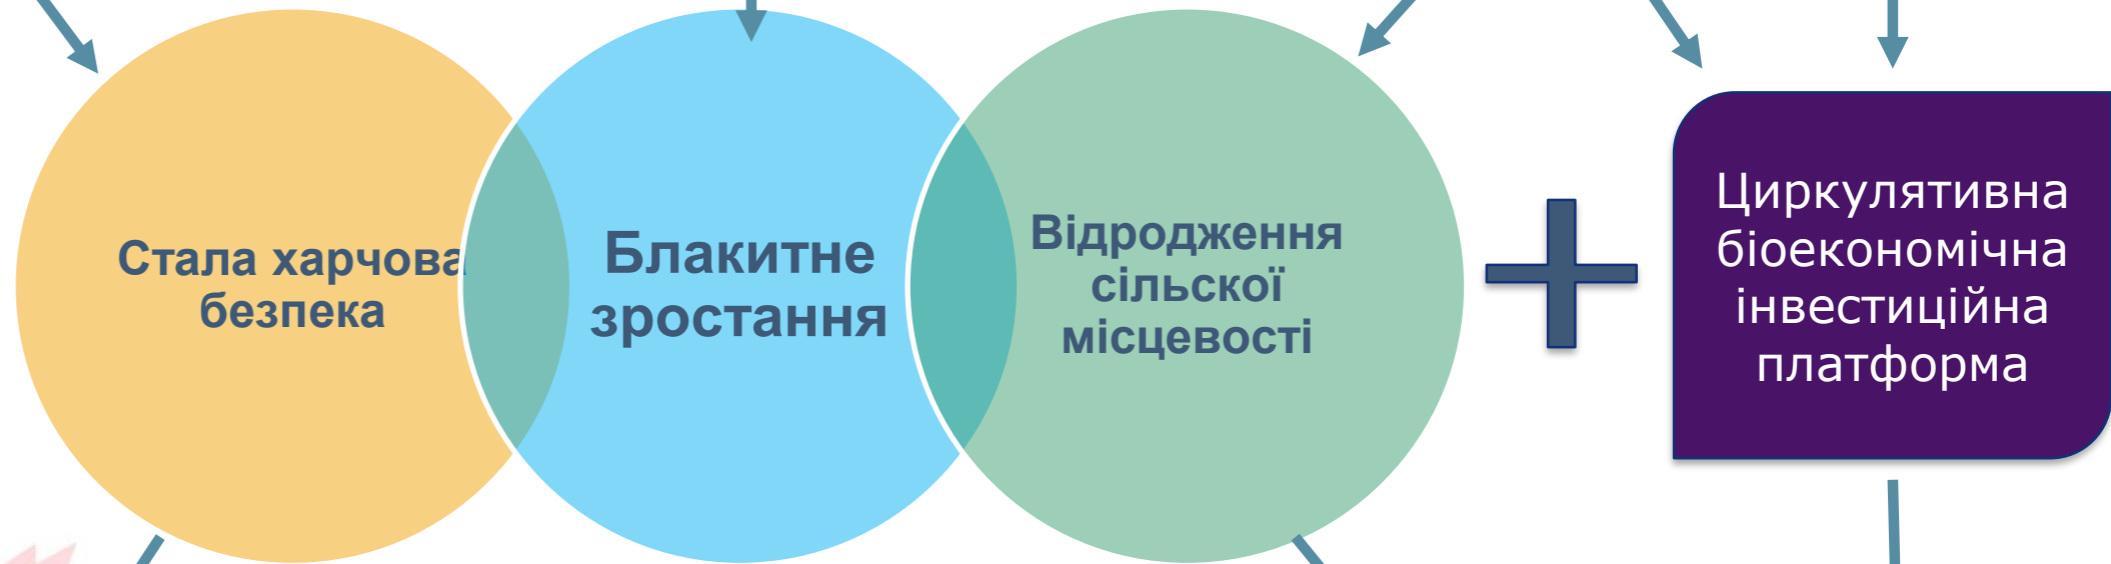 Стала харчова
безпека
Блакитне
зростання
Відродження
сільскої
місцевості
Циркулятивна
біоекономічна
інвестиційна
платформа